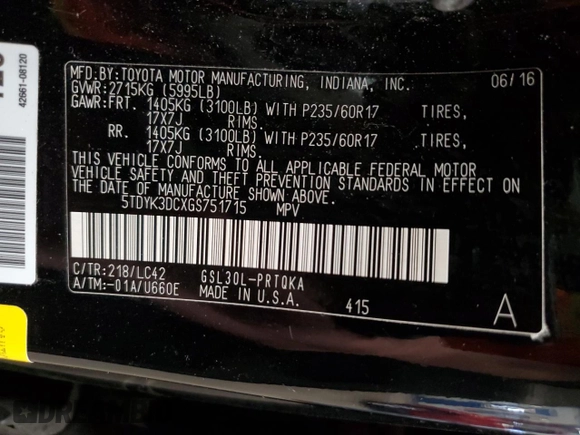 42661-08120
MFD.BY:TOYOTA MOTOR MANUFACTURING, INDIANA, INC. 06/16
GVWR:2715KG (5995LB)
GAWR:FRT. 1405KG (3100LB) WITH P235/60R17 TIRES,
17X7J RIMS.
RR. 1405KG (3100LB) WITH P235/60R17 TIRES,
17X7J RIMS.
THIS VEHICLE CONFORMS TO ALL APPLICABLE FEDERAL MOTOR
VEHICLE SAFETY AND THEFT PREVENTION STANDARDS IN EFFECT ON
DATE OF MANUFACTURE SHOWN ABOVE.
5TDYK3DCXGS751715 MPV
C/TR:218/LC42 GSL30L-PRTQKA
A/TM:-01A/U660E MADE IN U.S.A. 415
A